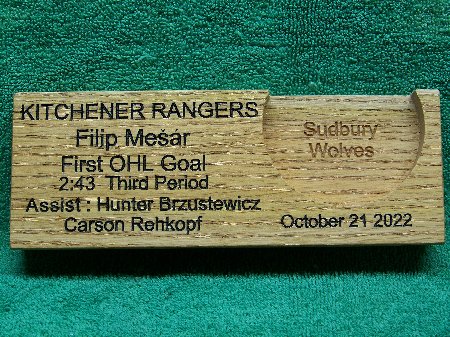 KITCHENER RANGERS
Filip Mešár
First OHL Goal
2:43 Third Period
Assist : Hunter Brzustewicz
Carson Rehkopf
Sudbury
Wolves
October 21 2022